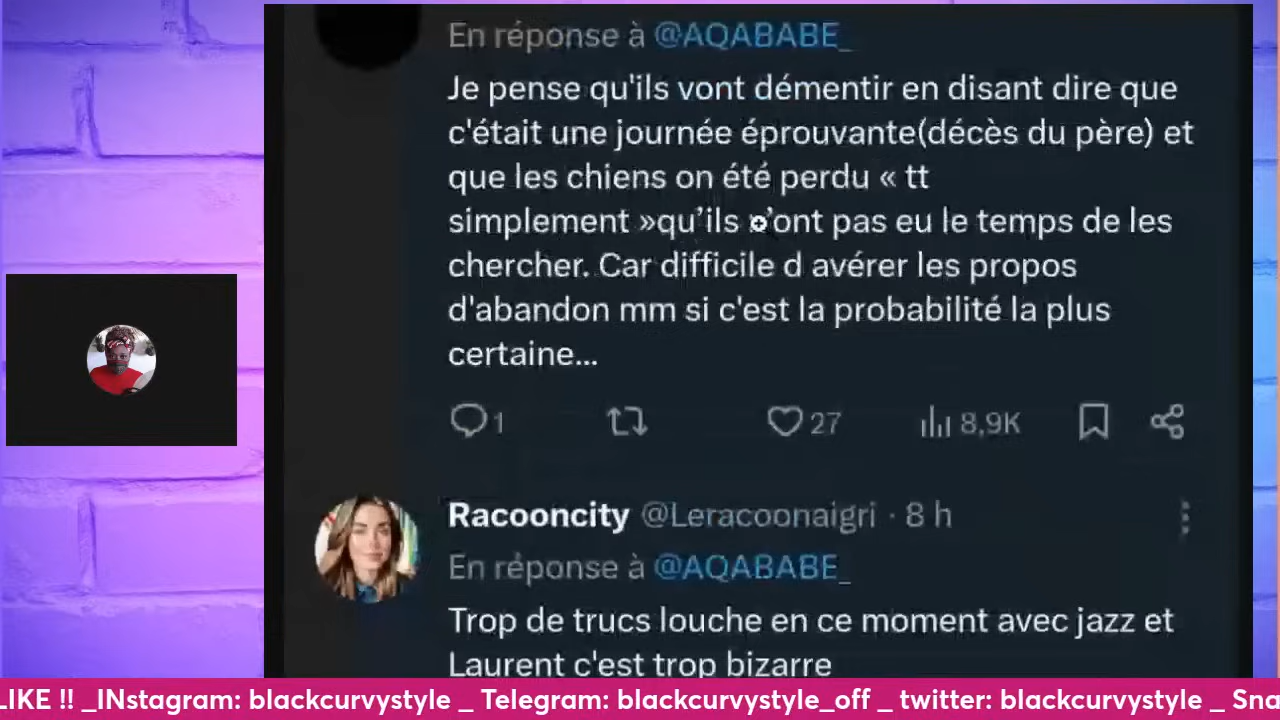 En réponse à @AQABABE_
Je pense qu'ils vont démentir en disant dire que
c'était une journée éprouvante(décès du père) et
que les chiens on été perdu « tt
simplement »qu'ils n'ont pas eu le temps de les
chercher. Car difficile d avérer les propos
d'abandon mm si c'est la probabilité la plus
certaine...
1 27 8,9K
Racooncity @Leracoonaigri · 8 h
En réponse à @AQABABE_
Trop de trucs louche en ce moment avec jazz et
Laurent c'est trop bizarre
LIKE !! _INstagram: blackcurvystyle _ Telegram: blackcurvystyle_off _ twitter: blackcurvystyle _ Sna